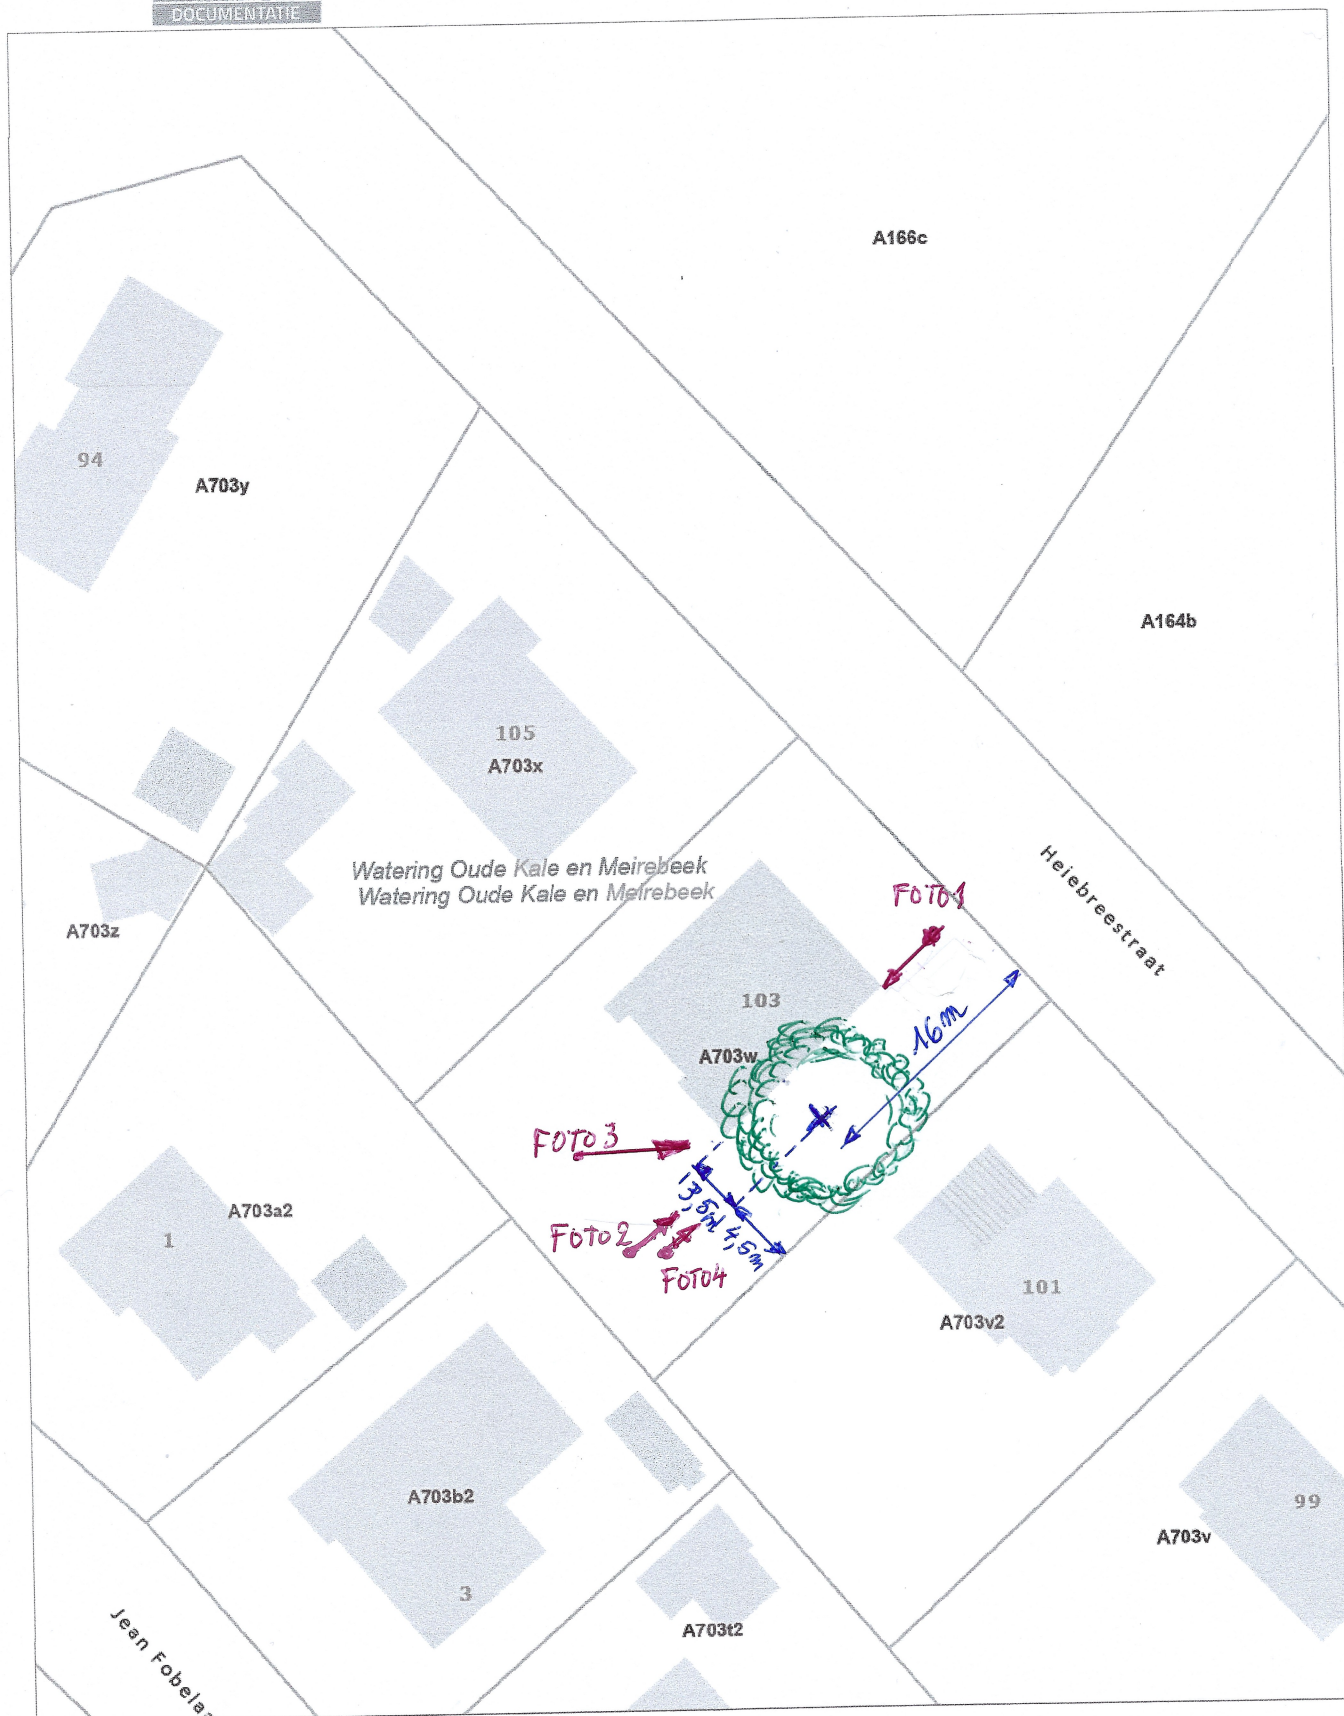 DOCUMENTATIE
A166c
94
A703y
A164b
105
A703x
Watering Oude Kale en Meirebeek
Watering Oude Kale en Meirebeek
Heiebreestraat
FOTO1
A703z
103
16m
A703w
FOTO3
A703a2
1
3,5m
4,5m
FOTO2
FOTO4
101
A703v2
A703b2
99
A703v
3
A703t2
Jean Fobela